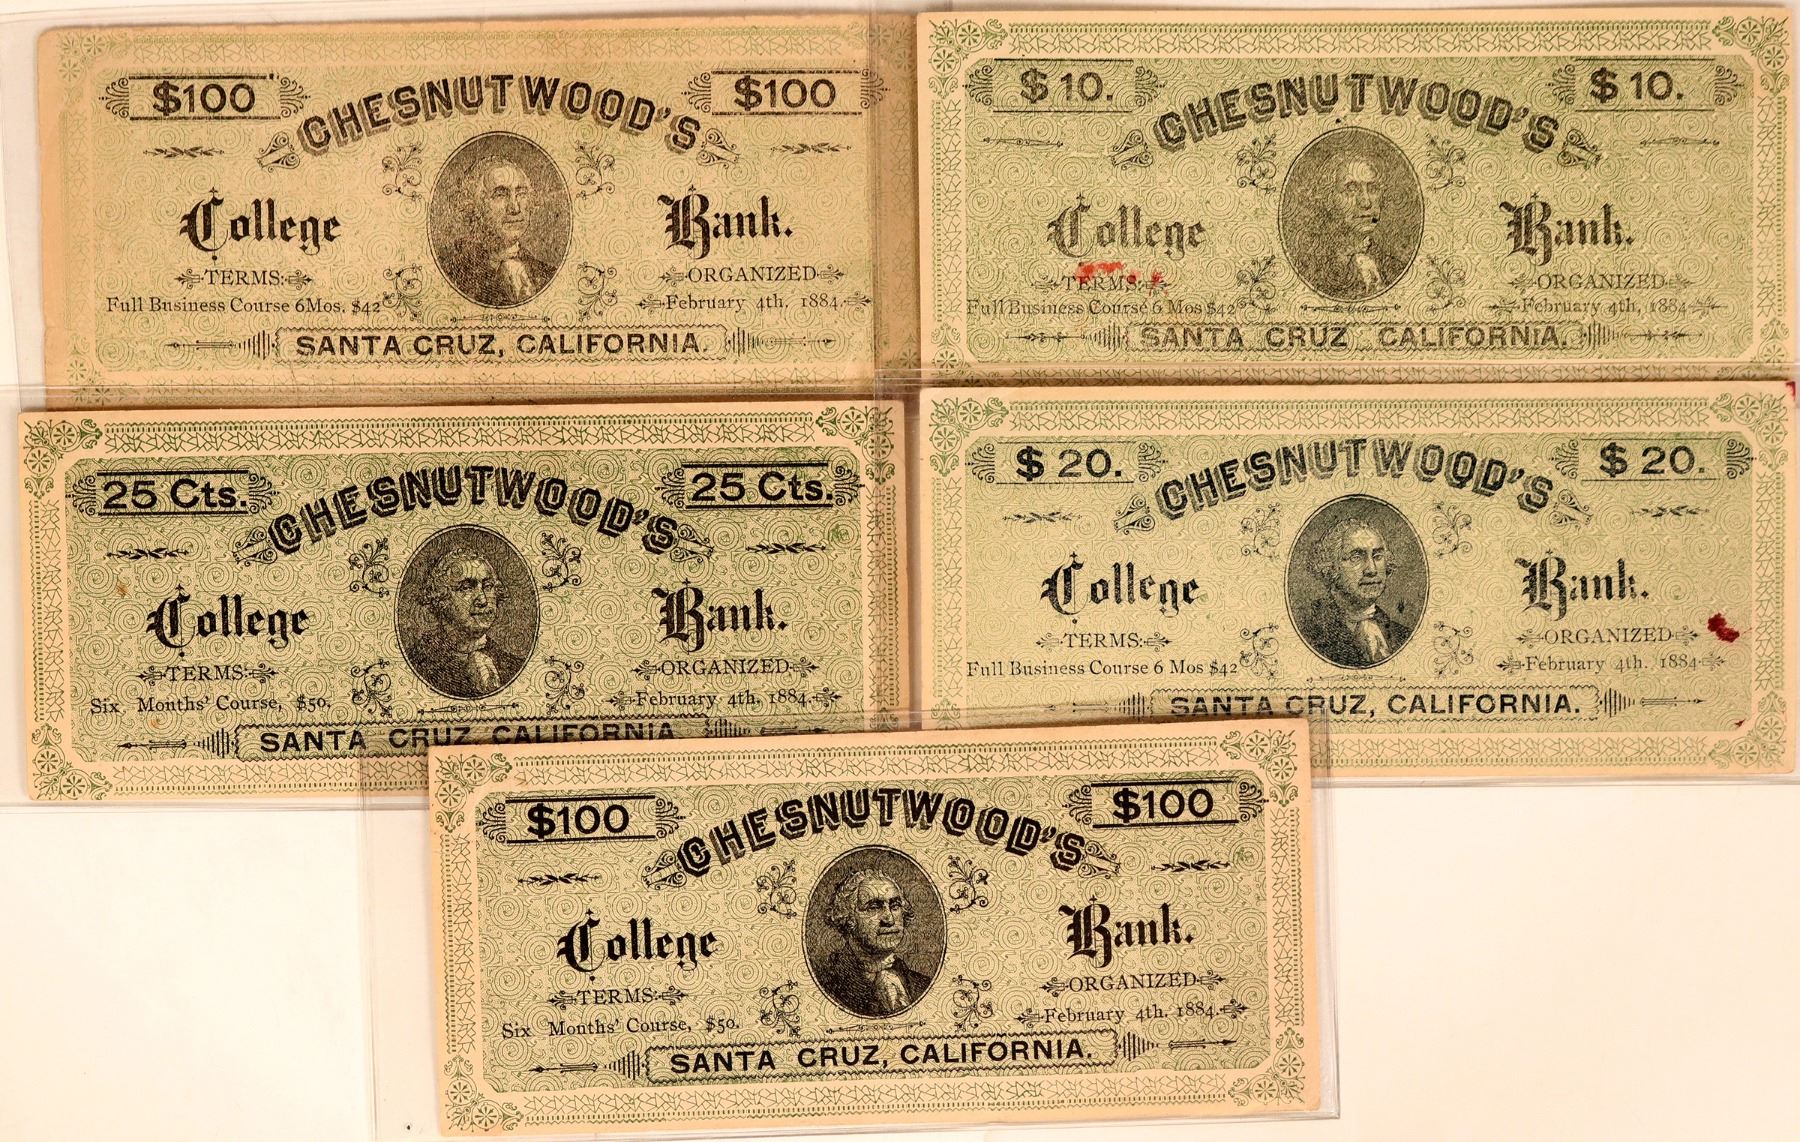 $100 CHESNUTWOOD'S $100
College Bank.
TERMS: ORGANIZED
Full Business Course 6 Mos. $42 February 4th, 1884.
SANTA CRUZ, CALIFORNIA.
$10. CHESNUTWOOD'S $10.
College Bank.
TERMS: ORGANIZED
Full Business Course 6 Mos $42 February 4th, 1884
SANTA CRUZ CALIFORNIA.
25 Cts. CHESNUTWOOD'S 25 Cts.
College Bank.
TERMS: ORGANIZED
Six Months' Course, $50. February 4th, 1884.
SANTA CRUZ, CALIFORNIA
$20. CHESNUTWOOD'S $20.
College Bank.
TERMS: ORGANIZED
Full Business Course 6 Mos $42 February 4th, 1884
SANTA CRUZ, CALIFORNIA.
$100 CHESNUTWOOD'S $100
College Bank.
TERMS: ORGANIZED
Six Months' Course, $50. February 4th, 1884.
SANTA CRUZ, CALIFORNIA.